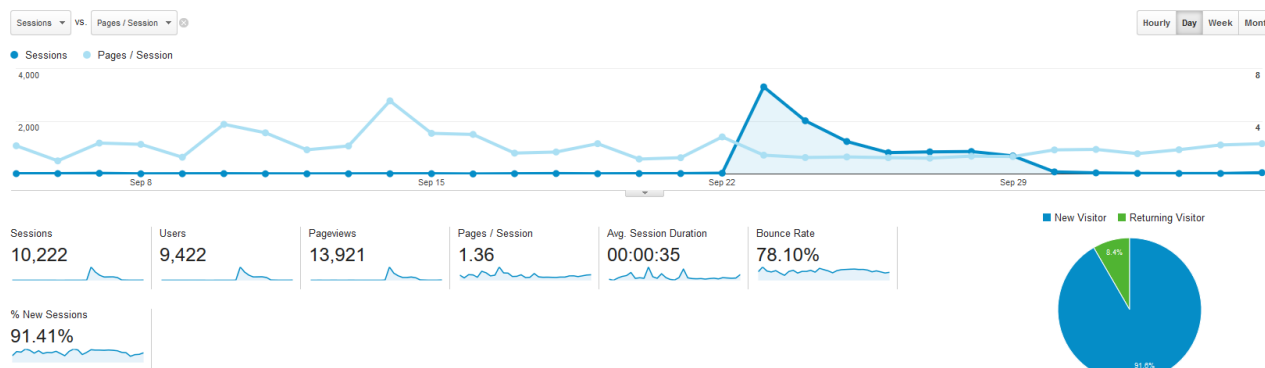 Sessions VS. Pages / Session
Hourly Day Week Mont
Sessions Pages / Session
4,000 8
2,000 4
Sep 8 Sep 15 Sep 22 Sep 29
New Visitor Returning Visitor
Sessions Users Pageviews Pages / Session Avg. Session Duration Bounce Rate
10,222 9,422 13,921 1.36 00:00:35 78.10%
8.4%
% New Sessions
91.41%
91.6%